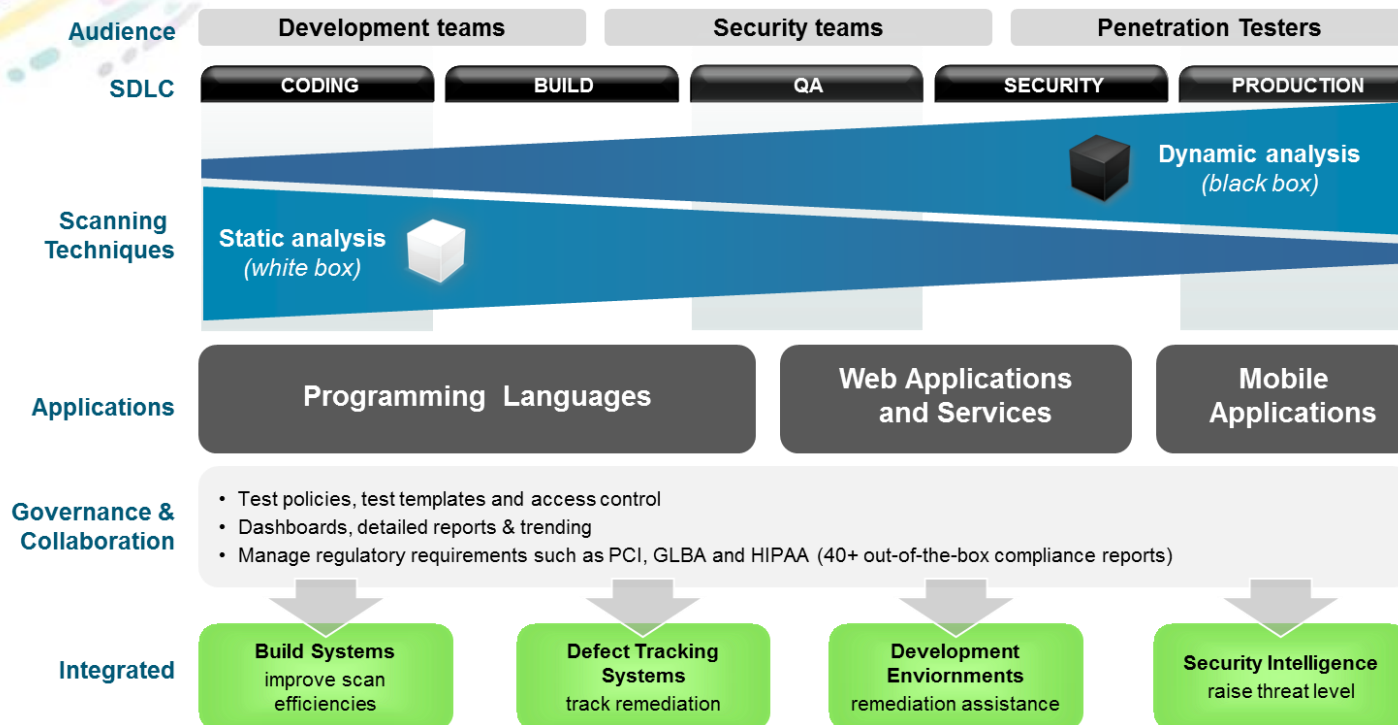 Audience
Development teams
Security teams
Penetration Testers
SDLC
CODING
BUILD
QA
SECURITY
PRODUCTION
Scanning
Techniques
Dynamic analysis
(black box)
Static analysis
(white box)
Applications
Programming Languages
Web Applications
and Services
Mobile
Applications
Governance &
Collaboration
• Test policies, test templates and access control
• Dashboards, detailed reports & trending
• Manage regulatory requirements such as PCI, GLBA and HIPAA (40+ out-of-the-box compliance reports)
Integrated
Build Systems
improve scan
efficiencies
Defect Tracking
Systems
track remediation
Development
Enviornments
remediation assistance
Security Intelligence
raise threat level